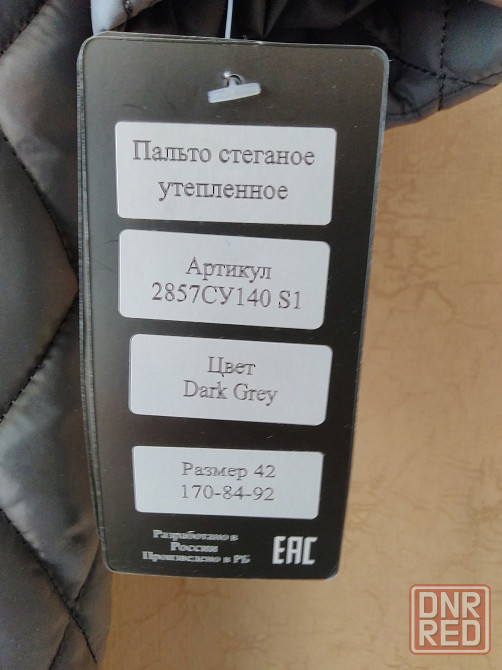 Пальто стеганое
утепленное
Артикул
2857СУ140 S1
Цвет
Dark Grey
Размер 42
170-84-92
Разработано в
России
Произведено в РБ
EAC
DNR
RED